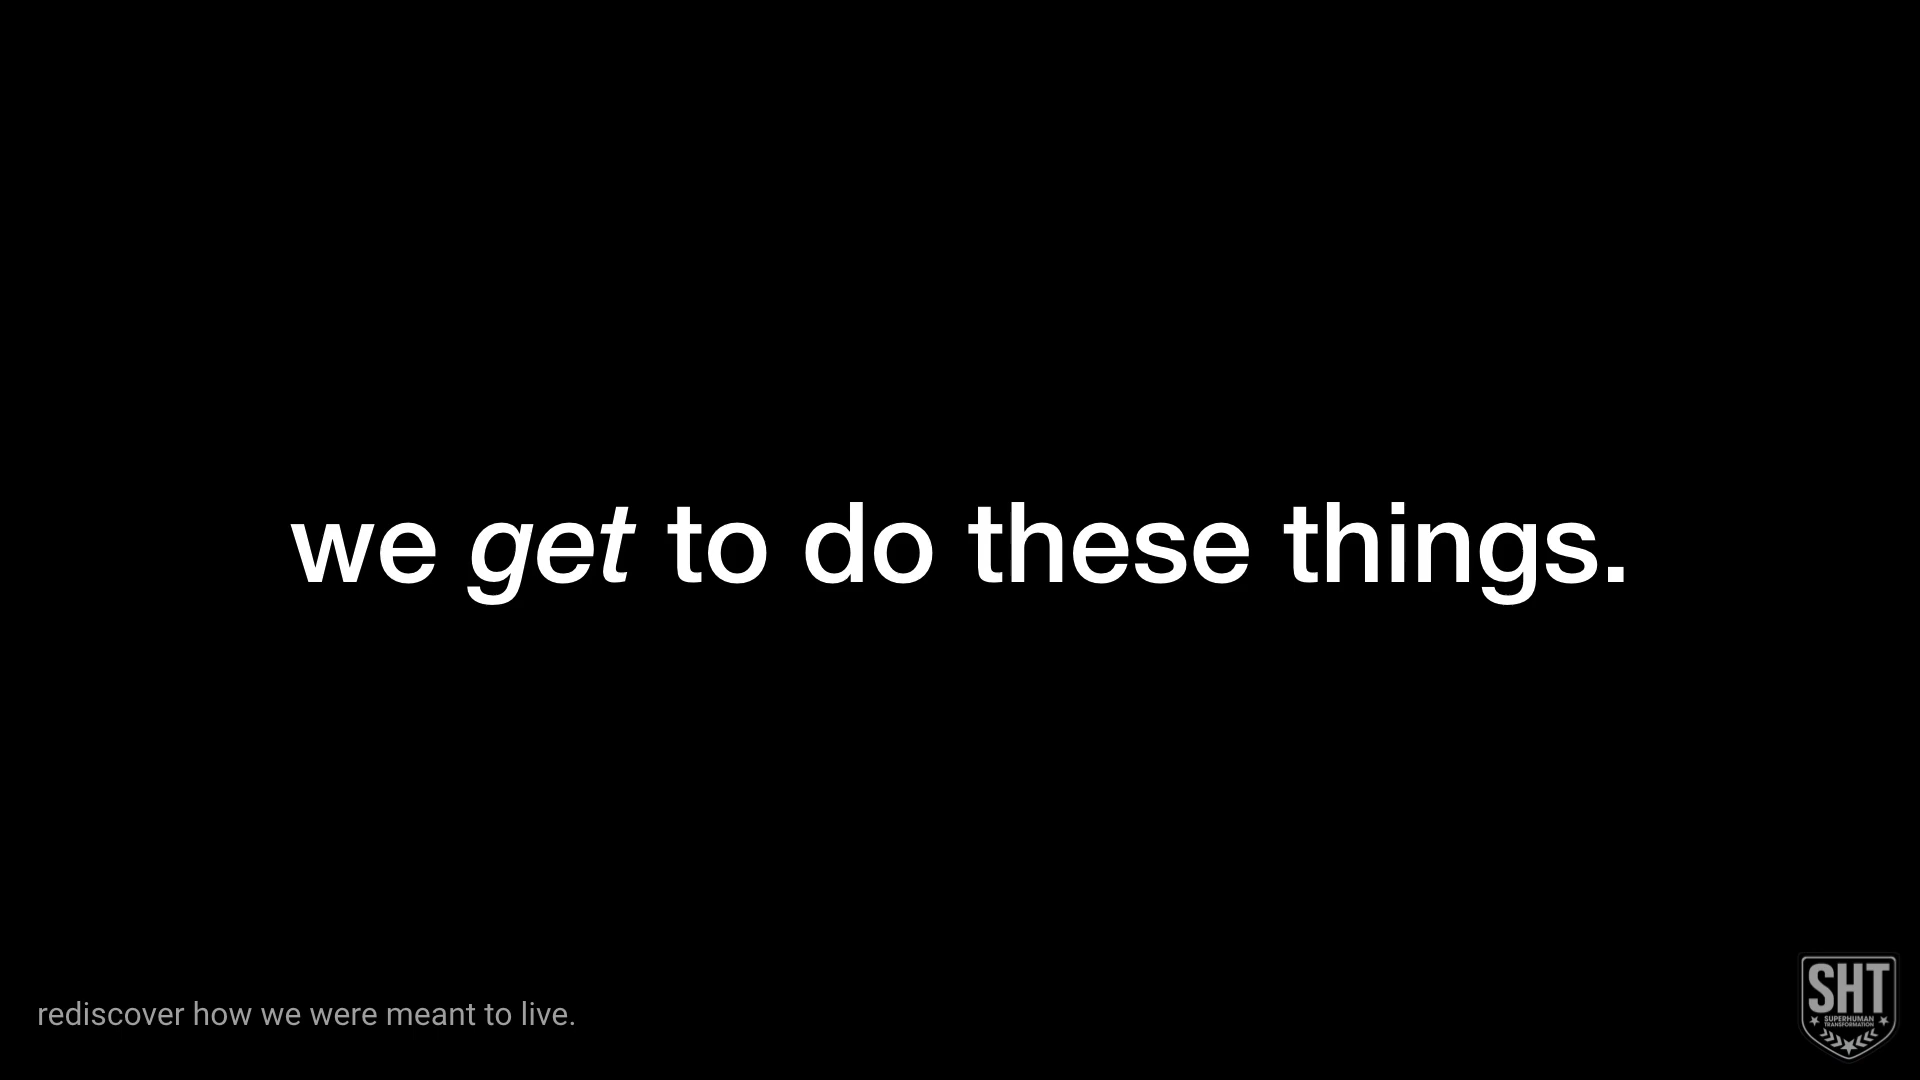 we get to do these things.
rediscover how we were meant to live.
SHT
SUPERHUMAN
TRANSFORMATION